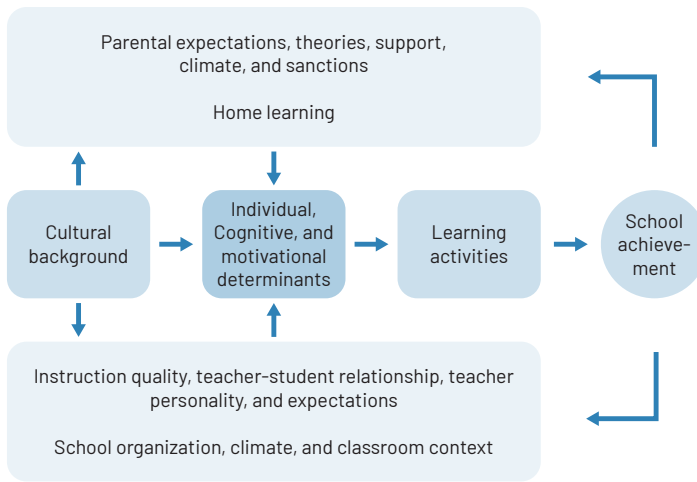 Parental expectations, theories, support,
climate, and sanctions
Home learning
Cultural
background
Individual,
Cognitive, and
motivational
determinants
Learning
activities
School
achieve-
ment
Instruction quality, teacher-student relationship, teacher
personality, and expectations
School organization, climate, and classroom context